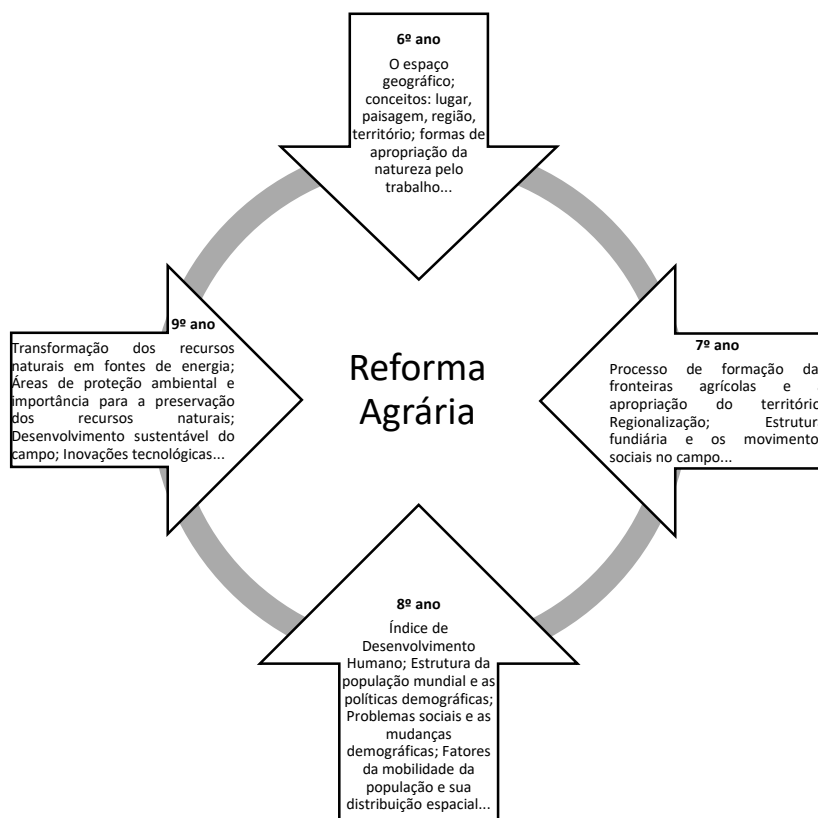 6º ano
O espaço
geográfico;
conceitos: lugar,
paisagem, região,
território; formas de
apropriação da
natureza pelo
trabalho...
9º ano
Transformação dos recursos
naturais em fontes de energia;
Áreas de proteção ambiental e
importância para a preservação
dos recursos naturais;
Desenvolvimento sustentável do
campo; Inovações tecnológicas...
Reforma
Agrária
7º ano
Processo de formação da
fronteiras agrícolas e
apropriação do territóri
Regionalização; Estrutur
fundiária e os movimento
sociais no campo...
8º ano
Índice de
Desenvolvimento
Humano; Estrutura da
população mundial e as
políticas demográficas;
Problemas sociais e as
mudanças
demográficas; Fatores
da mobilidade da
população e sua
distribuição espacial...